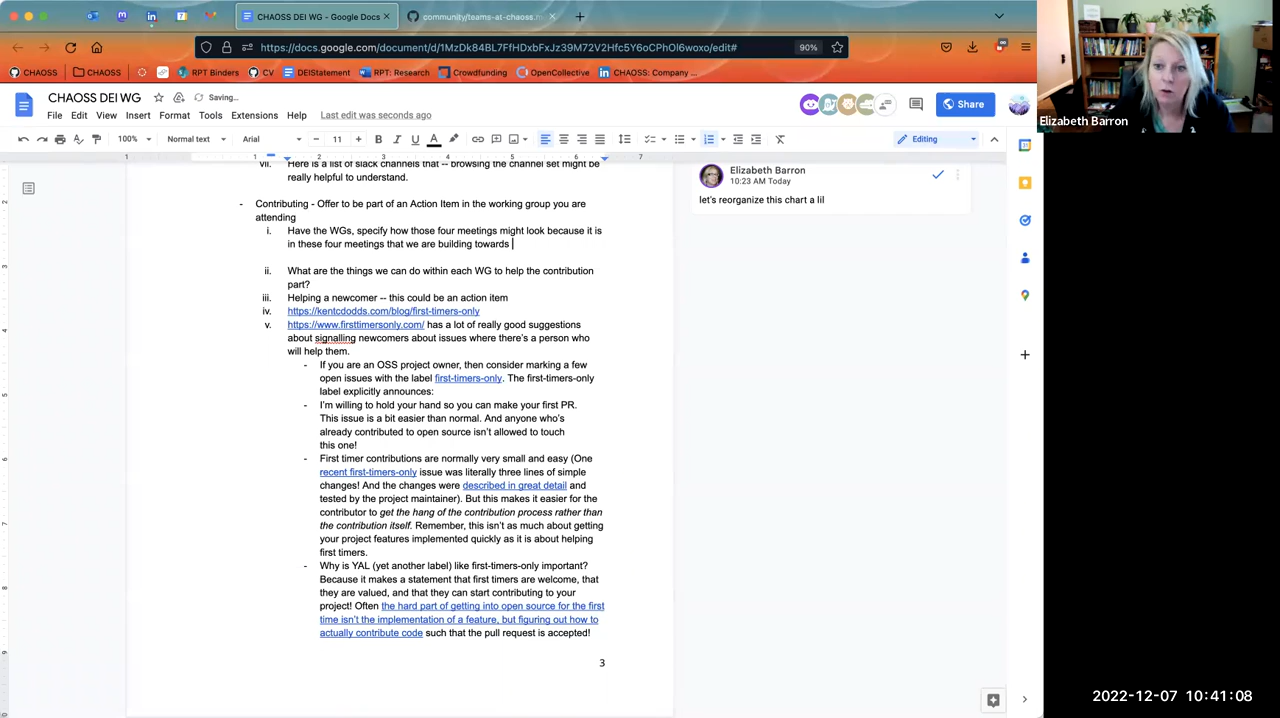 CHAOSS DEI WG - Google Docs
community/teams-at-chaoss.m
https://docs.google.com/document/d/1MzDk84BL7FfHDxbFxJz39M72V2Hfc5Y6oCPhOl6woxo/edit#
90%
CHAOSS
CHAOSS
RPT Binders
CV
DEIStatement
RPT: Research
Crowdfunding
OpenCollective
CHAOSS: Company ...
CHAOSS DEI WG
Saving...
File Edit View Insert Format Tools Extensions Help
Last edit was seconds ago
Share
100%
Normal text
Arial
11
Editing
Elizabeth Barron
vii. Here is a list of slack channels that -- browsing the channel set might be
really helpful to understand.
- Contributing - Offer to be part of an Action Item in the working group you are
attending
i. Have the WGs, specify how those four meetings might look because it is
in these four meetings that we are building towards
ii. What are the things we can do within each WG to help the contribution
part?
iii. Helping a newcomer -- this could be an action item
iv. https://kentcdodds.com/blog/first-timers-only
v. https://www.firsttimersonly.com/ has a lot of really good suggestions
about signalling newcomers about issues where there's a person who
will help them.
- If you are an OSS project owner, then consider marking a few
open issues with the label first-timers-only. The first-timers-only
label explicitly announces:
- I'm willing to hold your hand so you can make your first PR.
This issue is a bit easier than normal. And anyone who's
already contributed to open source isn't allowed to touch
this one!
- First timer contributions are normally very small and easy (One
recent first-timers-only issue was literally three lines of simple
changes! And the changes were described in great detail and
tested by the project maintainer). But this makes it easier for the
contributor to get the hang of the contribution process rather than
the contribution itself. Remember, this isn't as much about getting
your project features implemented quickly as it is about helping
first timers.
- Why is YAL (yet another label) like first-timers-only important?
Because it makes a statement that first timers are welcome, that
they are valued, and that they can start contributing to your
project! Often the hard part of getting into open source for the first
time isn't the implementation of a feature, but figuring out how to
actually contribute code such that the pull request is accepted!
3
Elizabeth Barron
10:23 AM Today
let's reorganize this chart a lil
2022-12-07 10:41:08